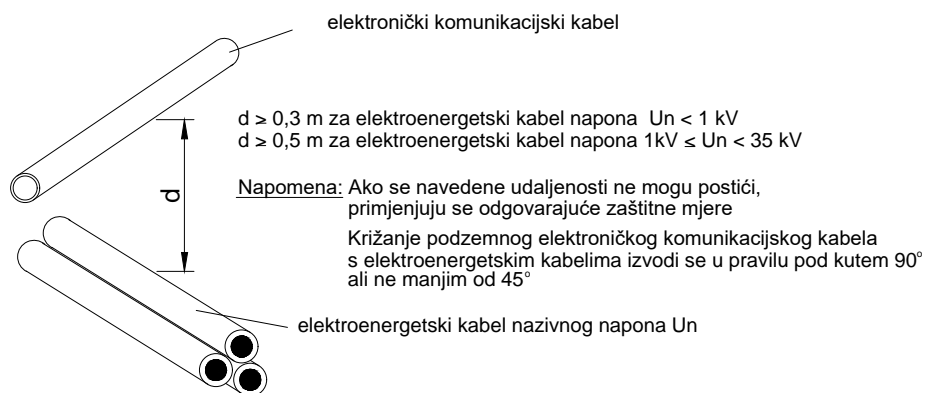 elektronički komunikacijski kabel
d ≥ 0,3 m za elektroenergetski kabel napona Un < 1 kV
d ≥ 0,5 m za elektroenergetski kabel napona 1kV ≤ Un < 35 kV
d
Napomena: Ako se navedene udaljenosti ne mogu postići,
primjenjuju se odgovarajuće zaštitne mjere
Križanje podzemnog elektroničkog komunikacijskog kabela
s elektroenergetskim kabelima izvodi se u pravilu pod kutem 90°
ali ne manjim od 45°
elektroenergetski kabel nazivnog napona Un